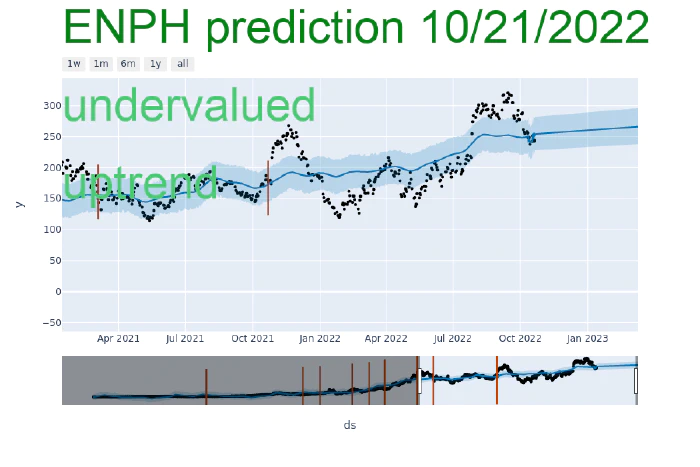 ENPH prediction 10/21/2022
1w 1m 6m 1y all
undervalued
uptrend
300
250
200
150
100
50
0
−50
y
Apr 2021 Jul 2021 Oct 2021 Jan 2022 Apr 2022 Jul 2022 Oct 2022 Jan 2023
ds